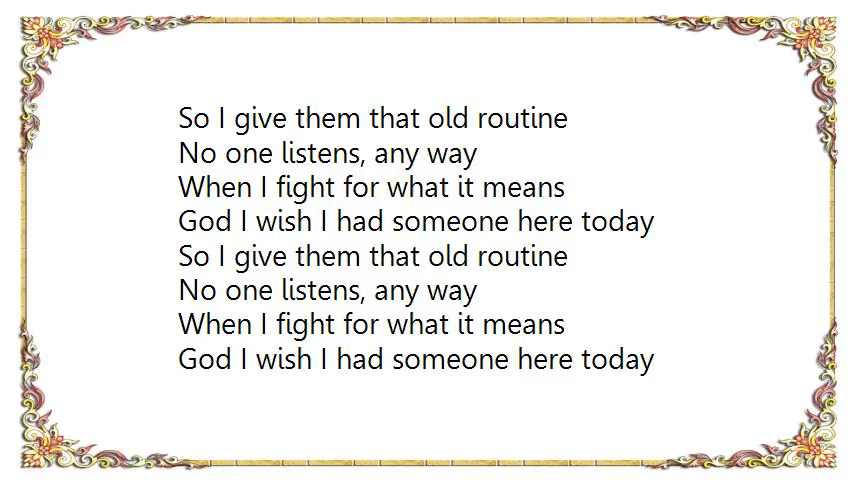 So I give them that old routine
No one listens, any way
When I fight for what it means
God I wish I had someone here today
So I give them that old routine
No one listens, any way
When I fight for what it means
God I wish I had someone here today